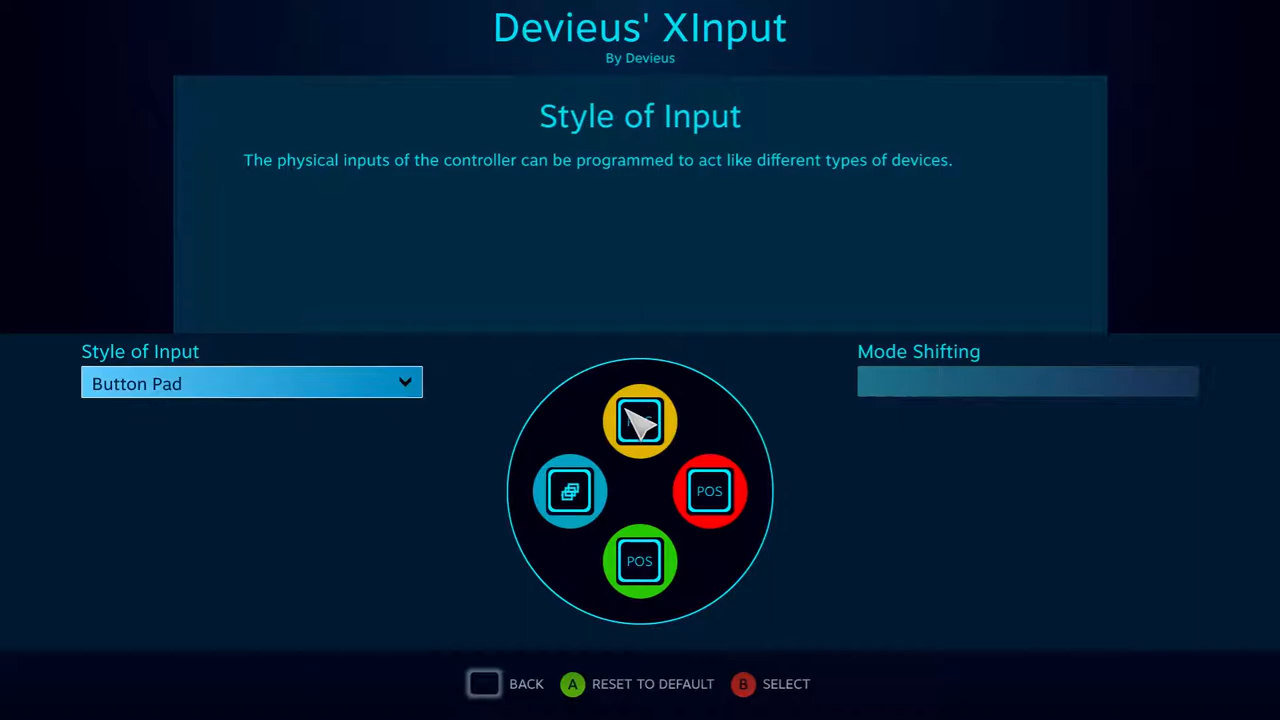 Devieus' XInput
By Devieus
Style of Input
The physical inputs of the controller can be programmed to act like different types of devices.
Style of Input
Button Pad
Mode Shifting
POS
POS
BACK
A RESET TO DEFAULT
B SELECT